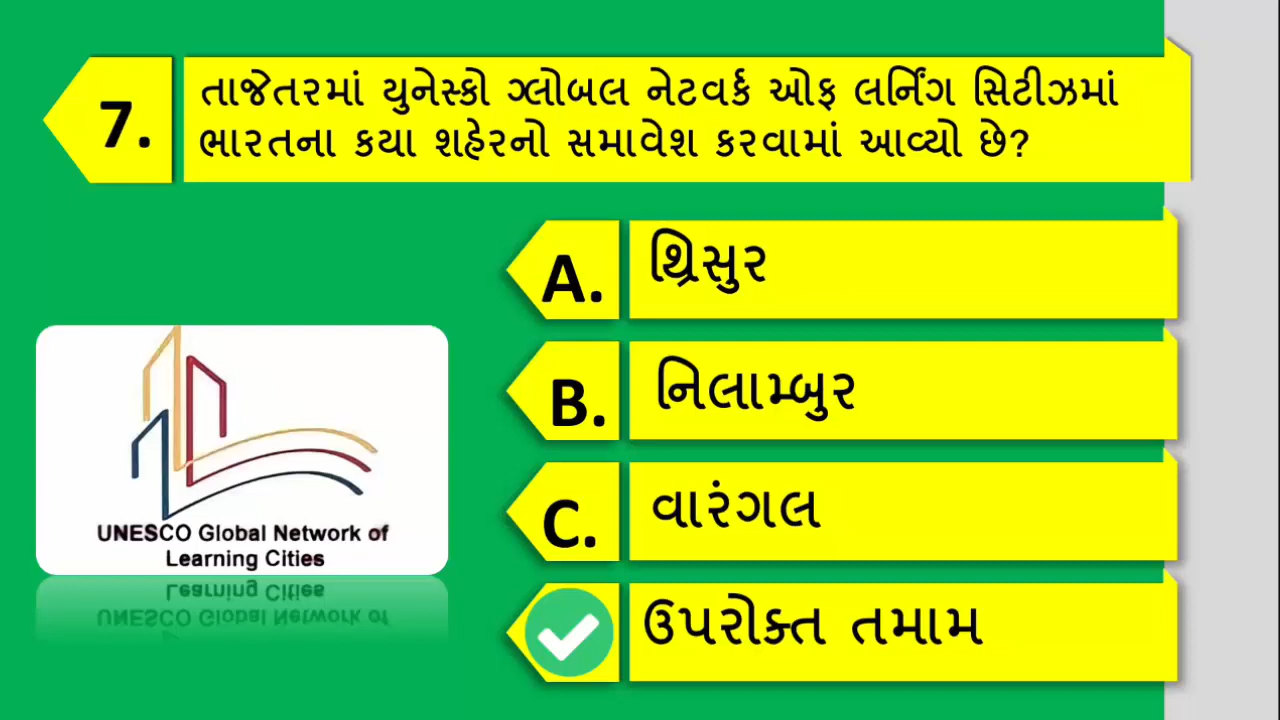 7.
તાજેતરમાં યુનેસ્કો ગ્લોબલ નેટવર્ક ઓફ લર્નિંગ સિટીઝમાં
ભારતના કયા શહેરનો સમાવેશ કરવામાં આવ્યો છે?
A. થ્રિસુર
B. નિલામ્બુર
C. વારંગલ
ઉપરોક્ત તમામ
UNESCO Global Network of
Learning Cities